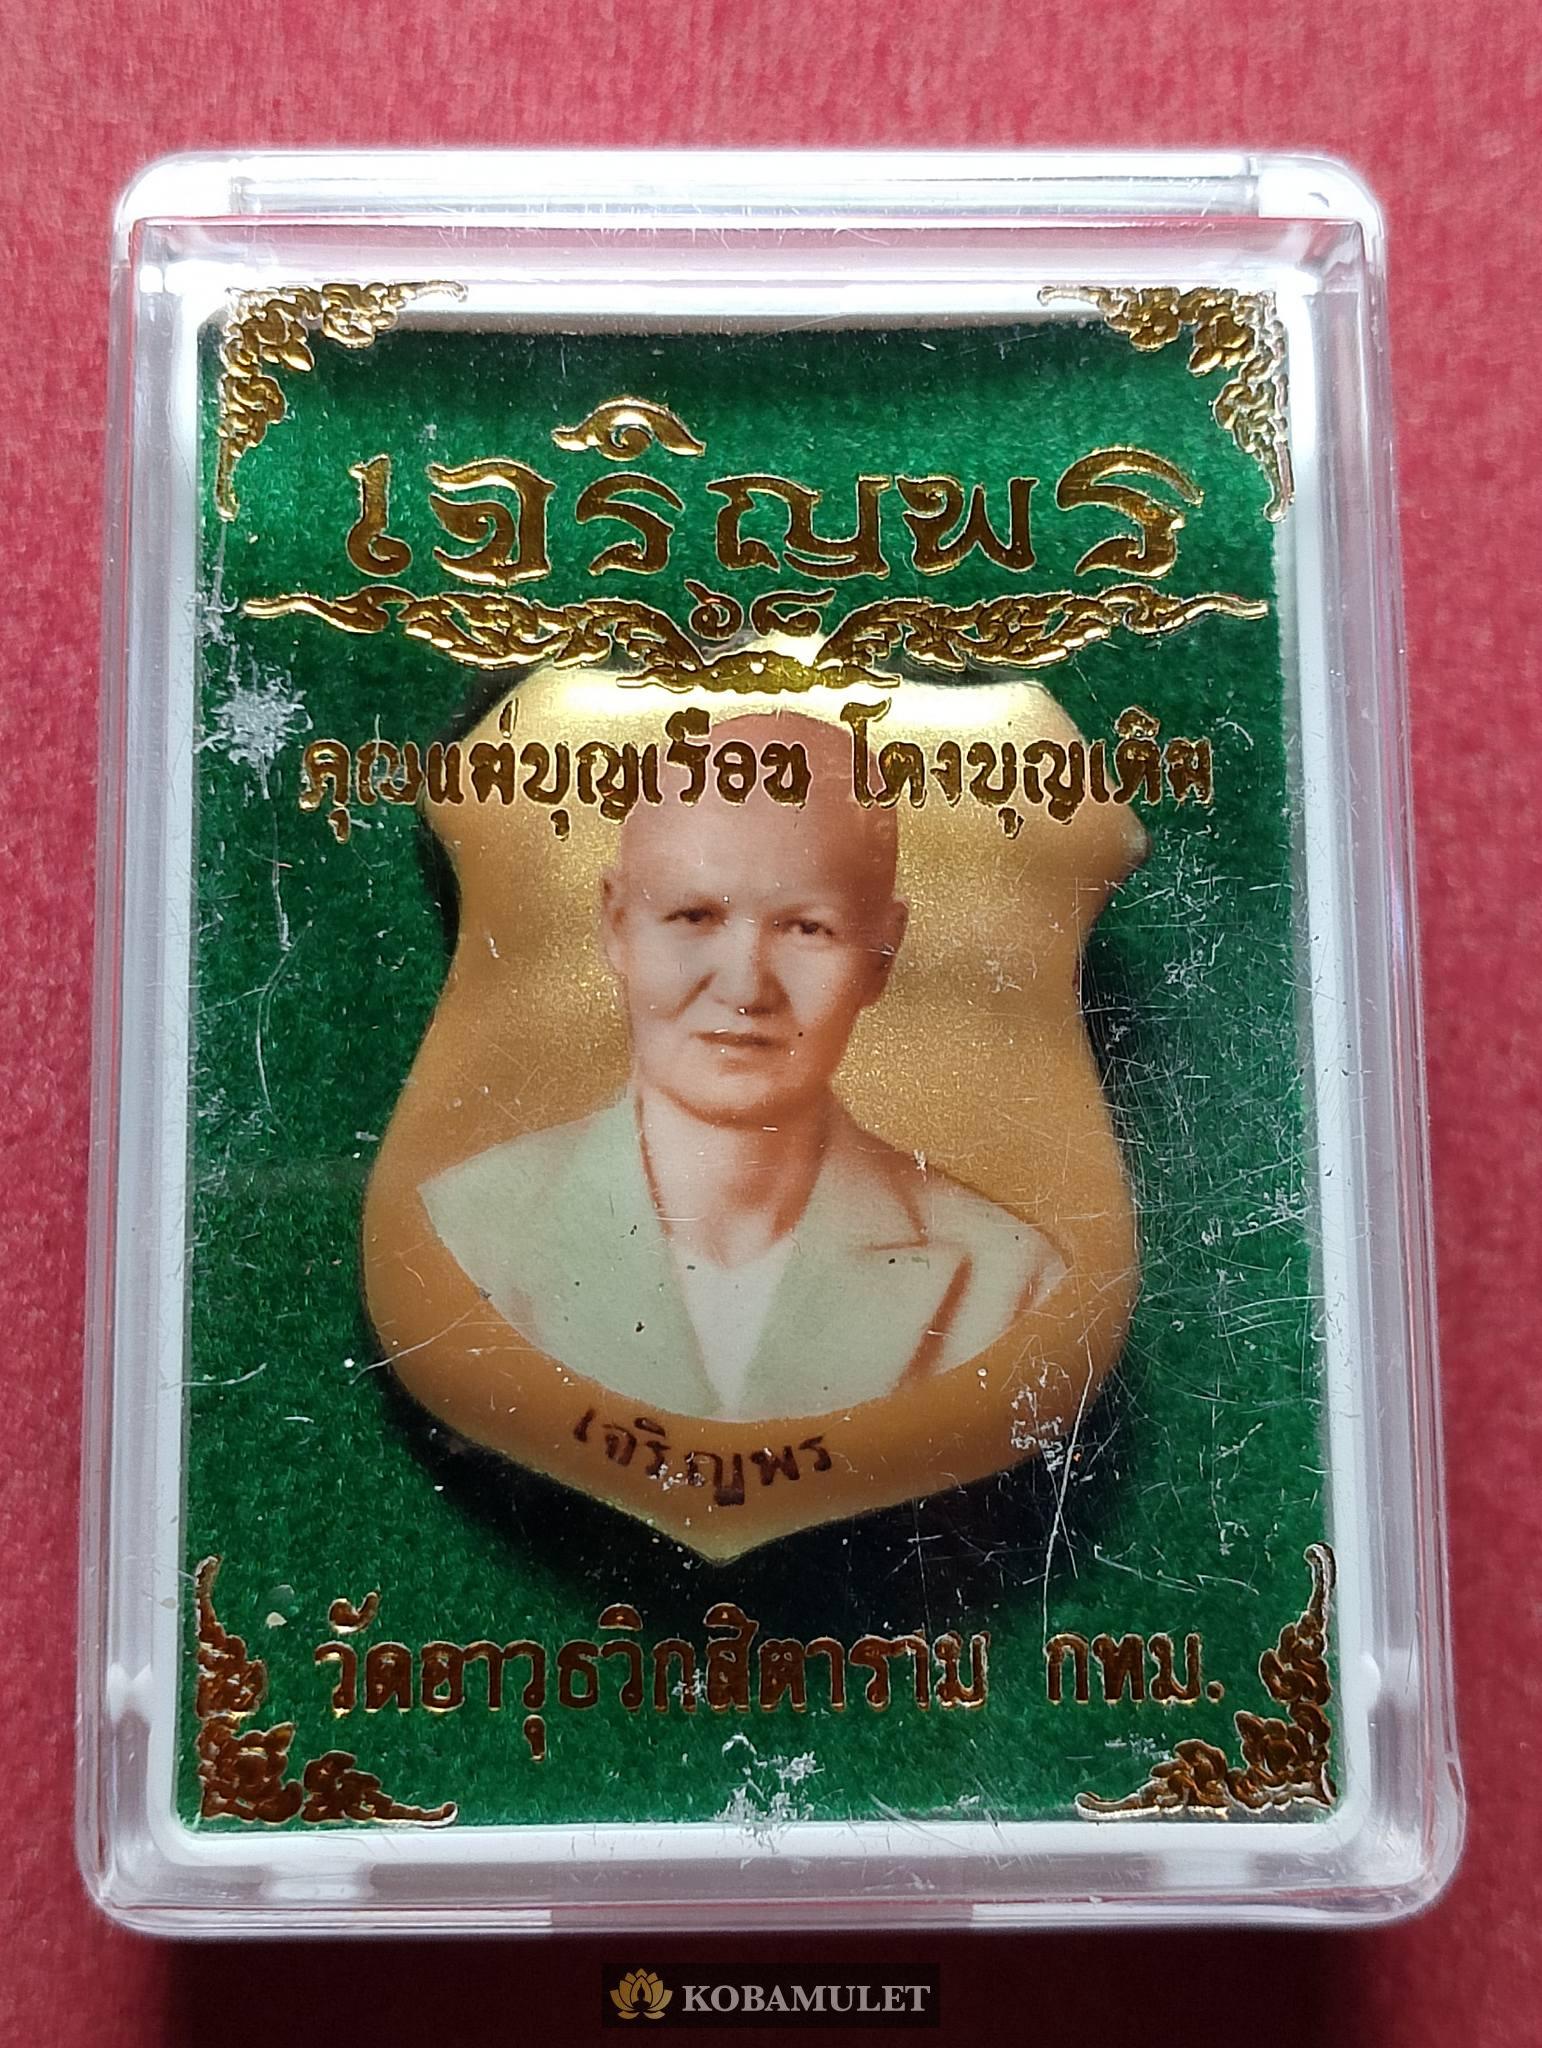 เจริญพร
๖๘
คุณแม่บุญเรือน โตงบุญเติม
เจริญพร
วัดอาวุธวิกสิตาราม กทม.
KOBAMULET